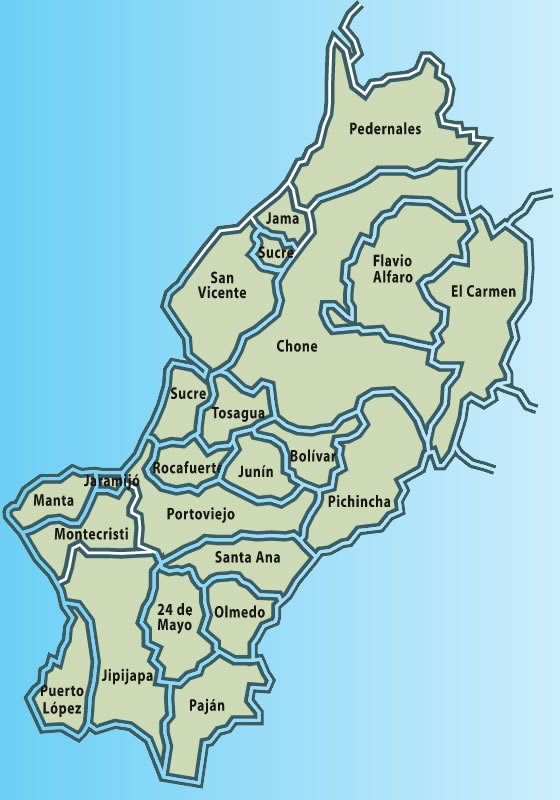 Pedernales
Jama
Sucre
San
Vicente
Flavio
Alfaro
El Carmen
Chone
Sucre
Tosagua
Rocafuerte
Junín
Bolívar
Jaramijó
Manta
Portoviejo
Pichincha
Montecristi
Santa Ana
24 de
Mayo
Olmedo
Jipijapa
Puerto
López
Paján